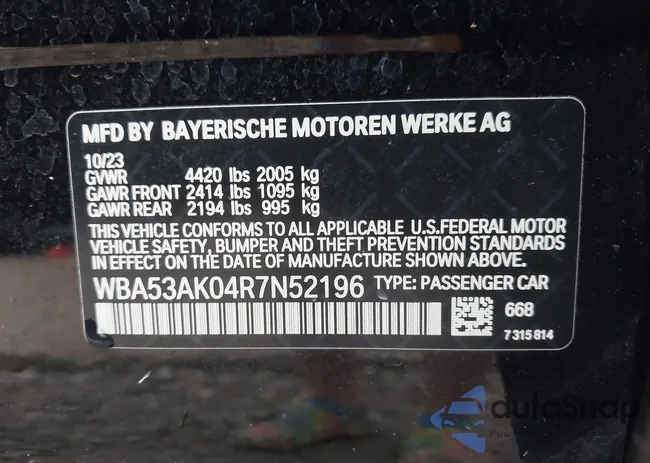 MFD BY BAYERISCHE MOTOREN WERKE AG
10/23
GVWR 4420 lbs 2005 kg
GAWR FRONT 2414 lbs 1095 kg
GAWR REAR 2194 lbs 995 kg
THIS VEHICLE CONFORMS TO ALL APPLICABLE U.S.FEDERAL MOTOR
VEHICLE SAFETY, BUMPER AND THEFT PREVENTION STANDARDS
IN EFFECT ON THE DATE OF MANUFACTURE SHOWN ABOVE.
WBA53AK04R7N52196 TYPE: PASSENGER CAR
668
7 315 814
autoSnap